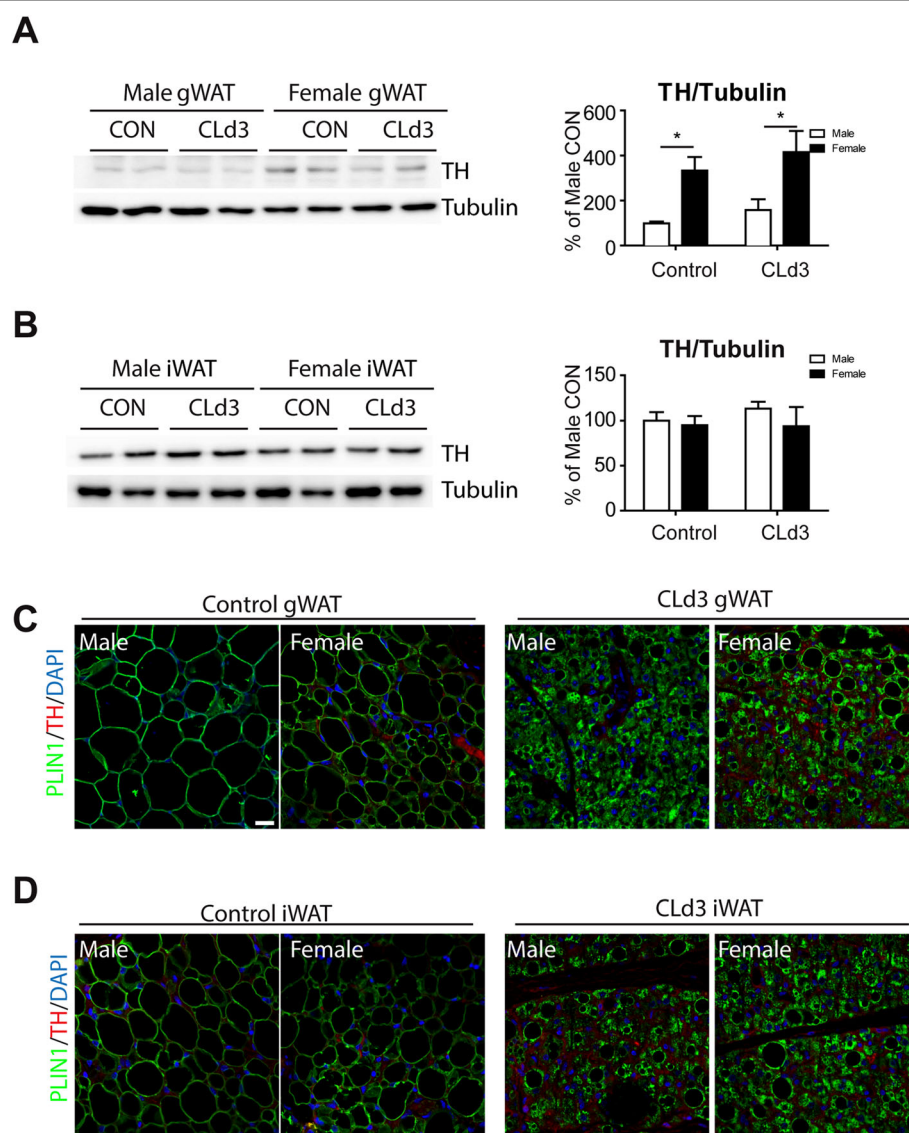 A
Male gWAT Female gWAT
CON CLd3 CON CLd3
TH
Tubulin
TH/Tubulin
% of Male CON
600
400
200
0
Male
Female
*
*
Control CLd3
B
Male iWAT Female iWAT
CON CLd3 CON CLd3
TH
Tubulin
TH/Tubulin
% of Male CON
150
100
50
0
Male
Female
Control CLd3
C
Control gWAT CLd3 gWAT
PLIN1/TH/DAPI
Male Female Male Female
D
Control iWAT CLd3 iWAT
PLIN1/TH/DAPI
Male Female Male Female